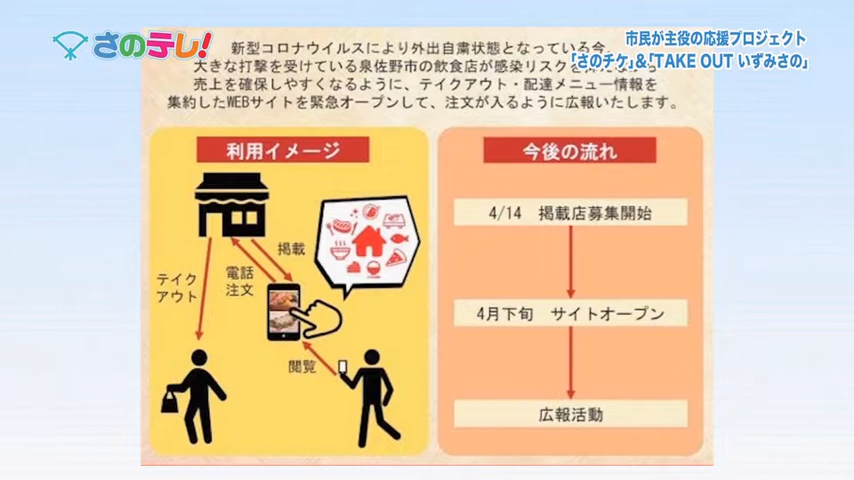 さのテレ!
市民が主役の応援プロジェクト
「さのチケ」&「TAKE OUT いずみさの」
新型コロナウイルスにより外出自粛状態となっている今、
大きな打撃を受けている泉佐野市の飲食店が感染リスクを
売上を確保しやすくなるように、テイクアウト・配達メニュー情報を
集約したWEBサイトを緊急オープンして、注文が入るように広報いたします。
利用イメージ
掲載
電話
注文
テイク
アウト
閲覧
今後の流れ
4/14 掲載店募集開始
4月下旬 サイトオープン
広報活動